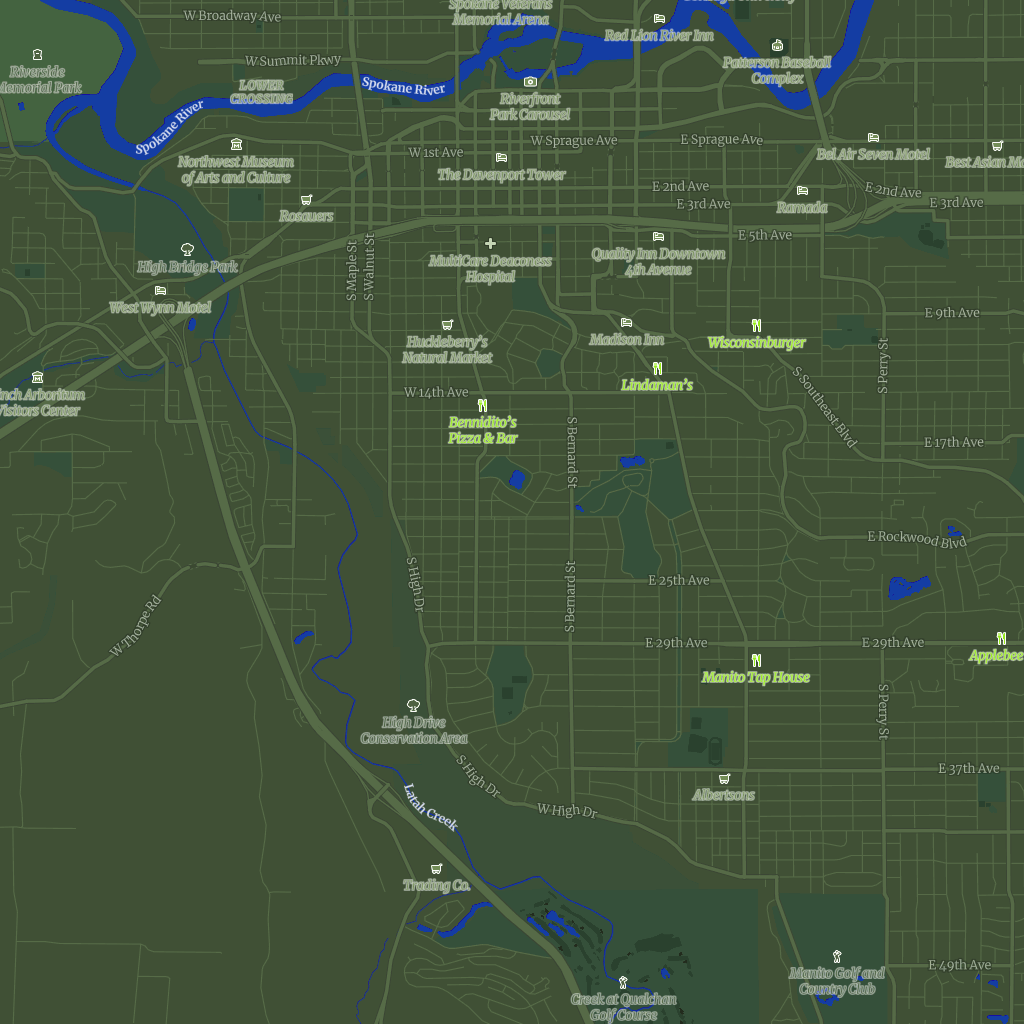 W Broadway Ave
Spokane Veterans
Memorial Arena
Red Lion River Inn
Patterson Baseball
Complex
Riverside
Memorial Park
W Summit Pkwy
LOWER
CROSSING
Spokane River
Spokane River
Riverfront
Park Carousel
W Sprague Ave
E Sprague Ave
W 1st Ave
Northwest Museum
of Arts and Culture
The Davenport Tower
Bel Air Seven Motel
Best Asian M
E 2nd Ave
E 2nd Ave
E 3rd Ave
E 3rd Ave
Ramada
Rosauers
E 5th Ave
S Maple St
S Walnut St
MultiCare Deaconess
Hospital
Quality Inn Downtown
4th Avenue
High Bridge Park
West Wynn Motel
E 9th Ave
Huckleberry's
Natural Market
Madison Inn
Wisconsinburger
S Perry St
inch Arboritum
Visitors Center
W 14th Ave
Lindaman's
S Southeast Blvd
Bennidito's
Pizza & Bar
S Bernard St
E 17th Ave
E Rockwood Blvd
S High Dr
S Bernard St
E 25th Ave
W Thorpe Rd
E 29th Ave
E 29th Ave
Applebee
Manito Tap House
S Perry St
High Drive
Conservation Area
S High Dr
E 37th Ave
Albertsons
Latah Creek
W High Dr
Trading Co.
E 49th Ave
Manito Golf and
Country Club
Creek at Qualchan
Golf Course